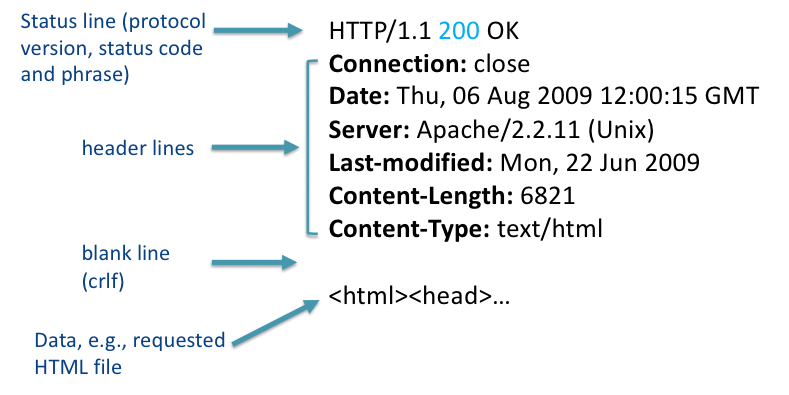 Status line (protocol
version, status code
and phrase)
HTTP/1.1 200 OK
header lines
Connection: close
Date: Thu, 06 Aug 2009 12:00:15 GMT
Server: Apache/2.2.11 (Unix)
Last-modified: Mon, 22 Jun 2009
Content-Length: 6821
Content-Type: text/html
blank line
(crlf)
<html><head>…
Data, e.g., requested
HTML file